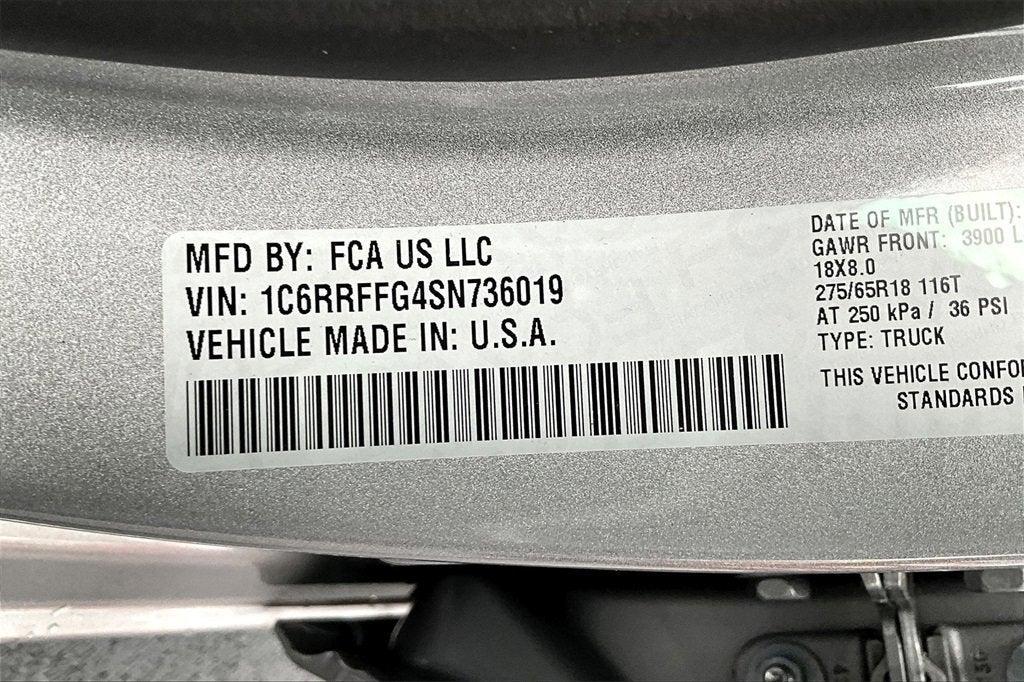 MFD BY: FCA US LLC
VIN: 1C6RRFFG4SN736019
VEHICLE MADE IN: U.S.A.
DATE OF MFR (BUILT):
GAWR FRONT: 3900 L
18X8.0
275/65R18 116T
AT 250 kPa / 36 PSI
TYPE: TRUCK
THIS VEHICLE CONFO
STANDARDS